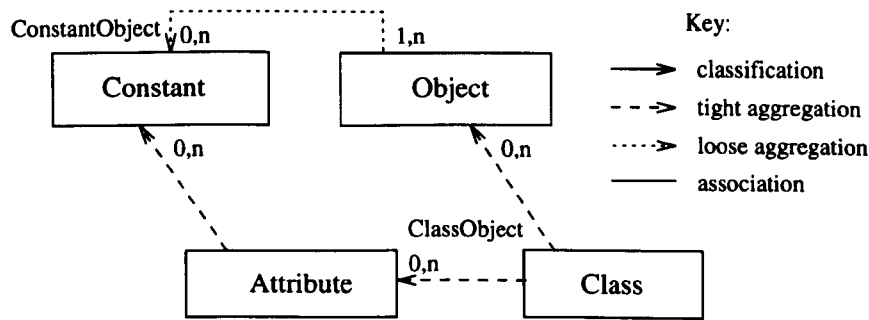 ConstantObject
0,n
1,n
Key:
Constant
Object
classification
tight aggregation
0,n
0,n
loose aggregation
association
ClassObject
0,n
Attribute
Class